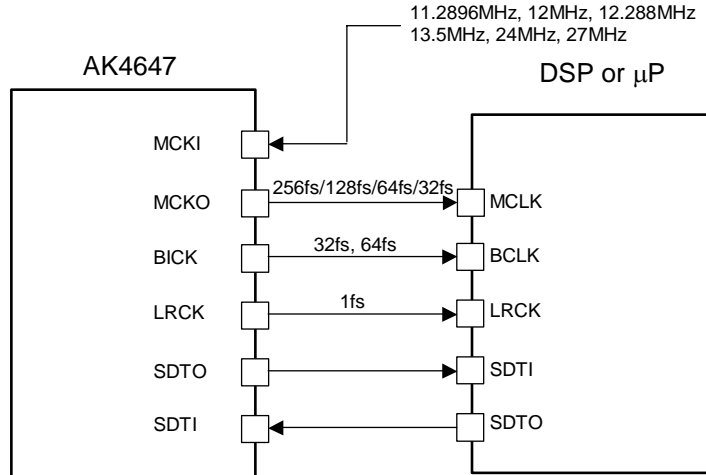 11.2896MHz, 12MHz, 12.288MHz
13.5MHz, 24MHz, 27MHz
AK4647
DSP or μP
MCKI
MCKO
256fs/128fs/64fs/32fs
MCLK
BICK
32fs, 64fs
BCLK
LRCK
1fs
LRCK
SDTO
SDTI
SDTI
SDTO